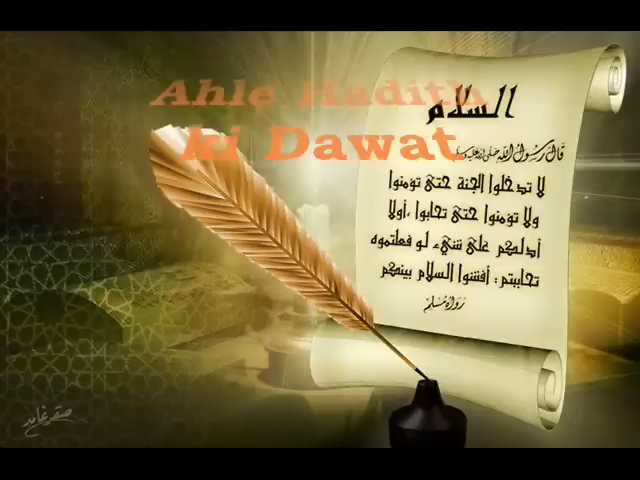 Ahle Hadith
ki Dawat
السلام
قال رسول الله صلى الله عليه وسلم
لا تدخلوا الجنة حتى تؤمنوا
ولا تؤمنوا حتى تحابوا ،أولا
أدلكم على شيء لو فعلتموه
تحاببتم : أفشوا السلام بينكم
رواه مسلم